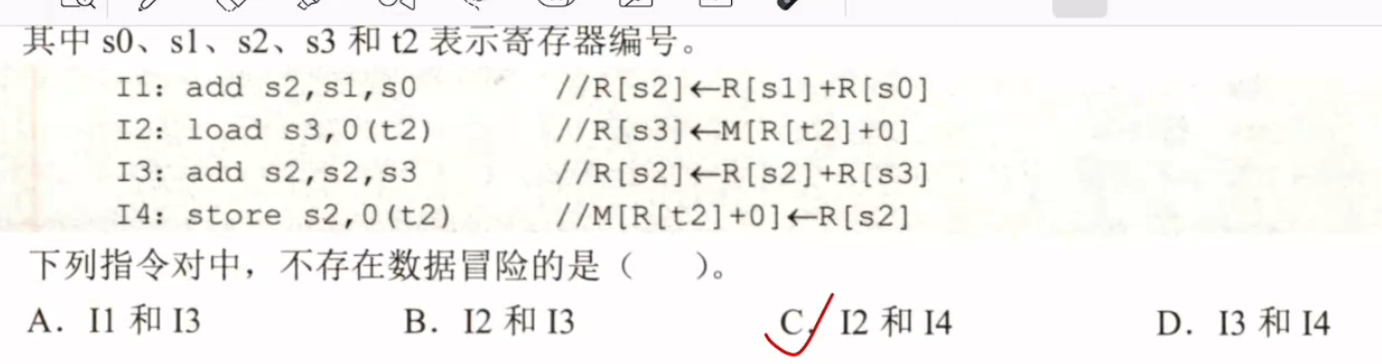 其中 s0、s1、s2、s3 和 t2 表示寄存器编号。
I1: add s2,s1,s0 //R[s2]←R[s1]+R[s0]
I2: load s3,0(t2) //R[s3]←M[R[t2]+0]
I3: add s2,s2,s3 //R[s2]←R[s2]+R[s3]
I4: store s2,0(t2) //M[R[t2]+0]←R[s2]
下列指令对中，不存在数据冒险的是（ ）。
A. I1 和 I3 B. I2 和 I3 C. I2 和 I4 D. I3 和 I4